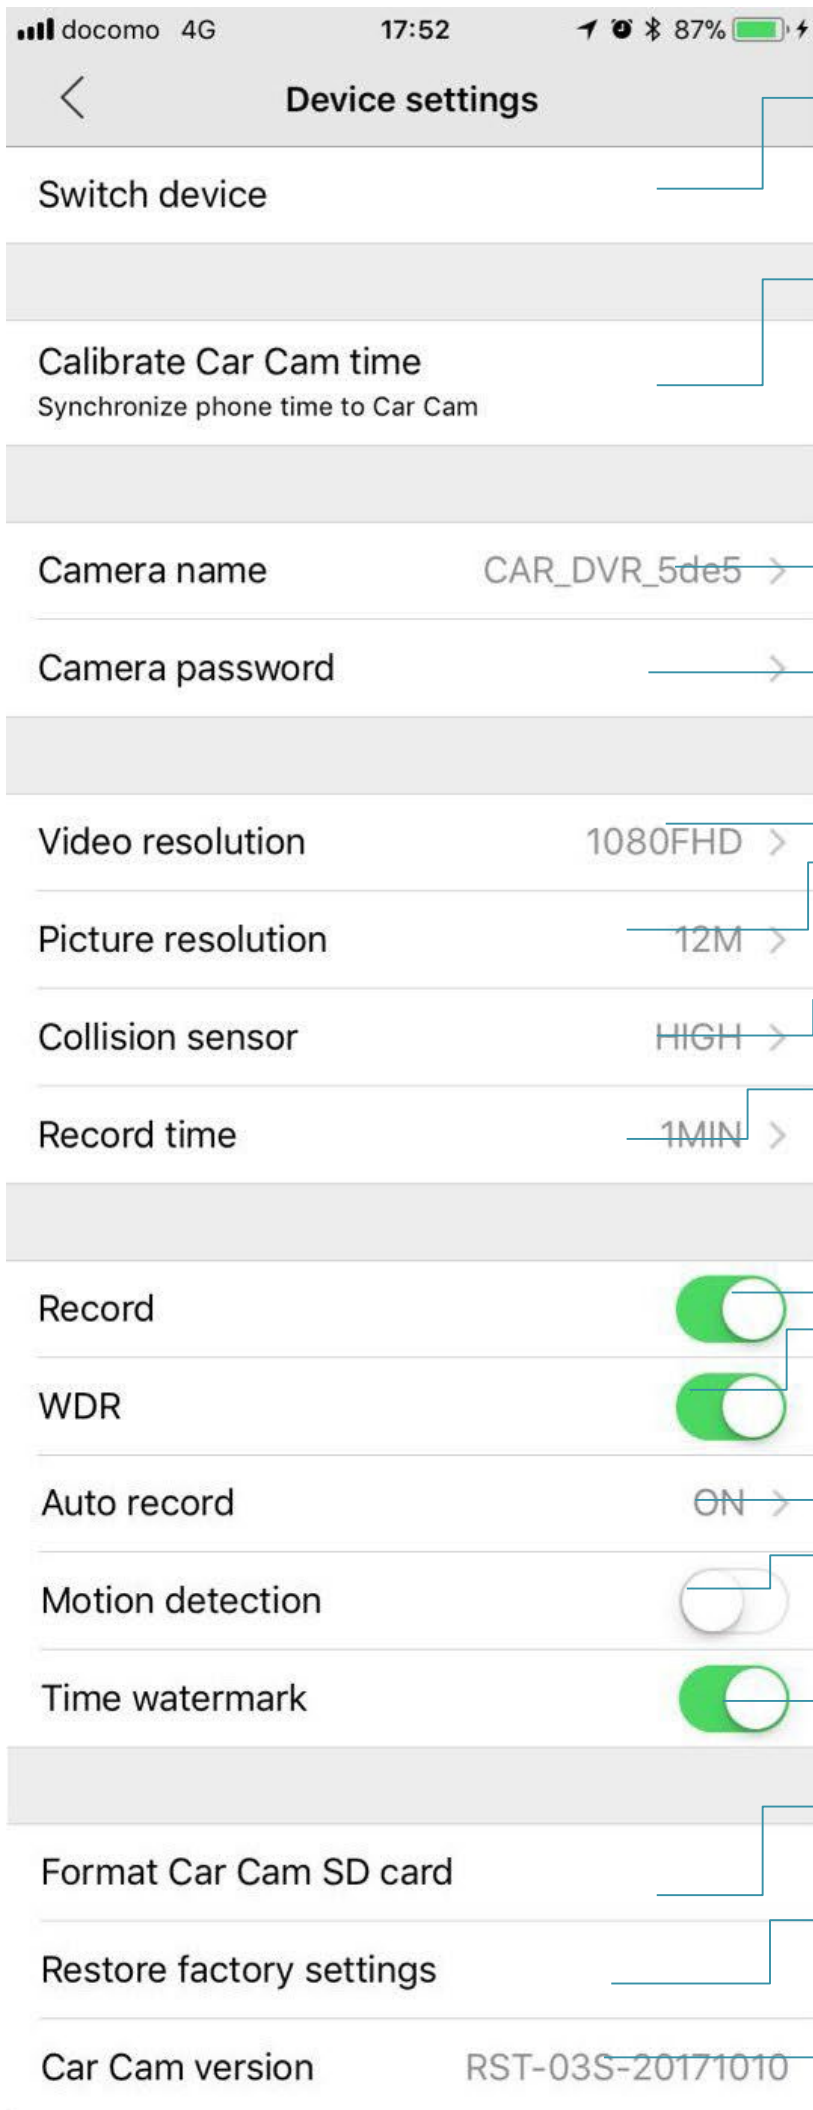 docomo 4G 17:52 87%
Device settings
Switch device
Calibrate Car Cam time
Synchronize phone time to Car Cam
Camera name CAR_DVR_5de5
Camera password
Video resolution 1080FHD
Picture resolution 12M
Collision sensor HIGH
Record time 1MIN
Record
WDR
Auto record ON
Motion detection
Time watermark
Format Car Cam SD card
Restore factory settings
Car Cam version RST-03S-20171010